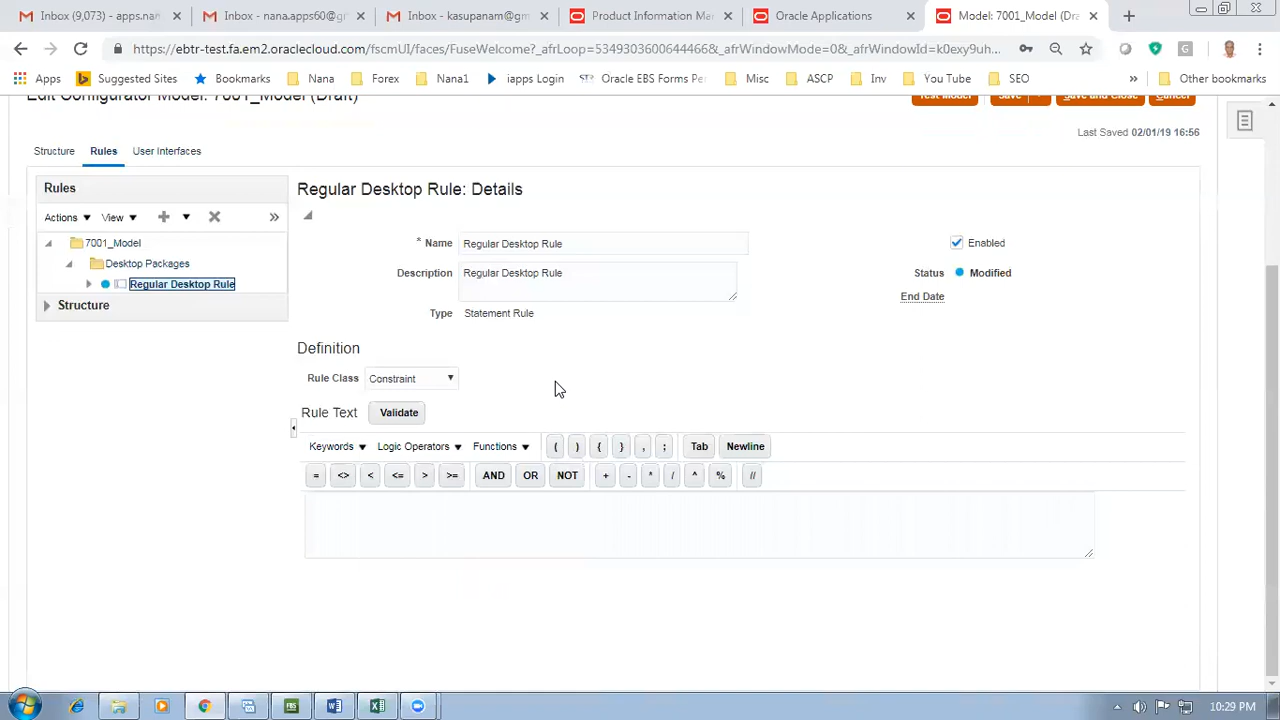 Inbox (9,073) - apps.nam
Inbox - nana.apps00@gm
Inbox - kasupanam@gm
Product Information Ma
Oracle Applications
Model: 7001_Model (Dra
https://ebtr-test.fa.em2.oraclecloud.com/fscmUI/faces/FuseWelcome?_afrLoop=53493036006444466&_afrWindowMode=0&_afrWindowId=k0exy9uh...
Apps
Suggested Sites
Bookmarks
Nana
Forex
Nana1
iapps Login
Oracle EBS Forms Pe
Misc
ASCP
Inv
You Tube
SEO
»
Other bookmarks
Edit Configurator Model: 7001_Model (Draft)
Test Model
Save
Save and Close
Cancel
Last Saved 02/01/19 16:56
Structure
Rules
User Interfaces
Rules
Regular Desktop Rule: Details
Actions
View
»
* Name
Regular Desktop Rule
Enabled
7001_Model
Desktop Packages
Description
Regular Desktop Rule
Status
Modified
Regular Desktop Rule
End Date
Structure
Type
Statement Rule
Definition
Rule Class
Constraint
Rule Text
Validate
Keywords
Logic Operators
Functions
(
)
{
}
,
;
Tab
Newline
=
<>
<
<=
>
>=
AND
OR
NOT
+
-
*
/
^
%
//
10:29 PM